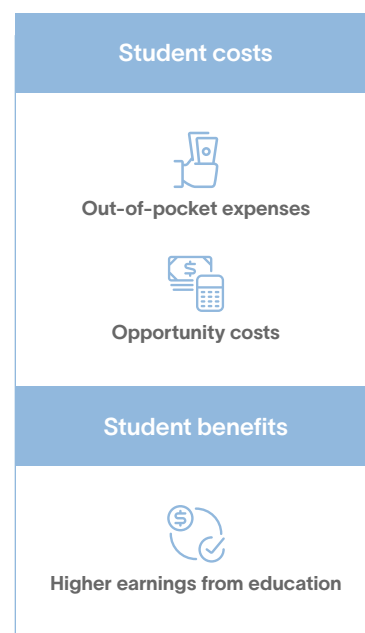 Student costs
Out-of-pocket expenses
$
Opportunity costs
Student benefits
$
Higher earnings from education